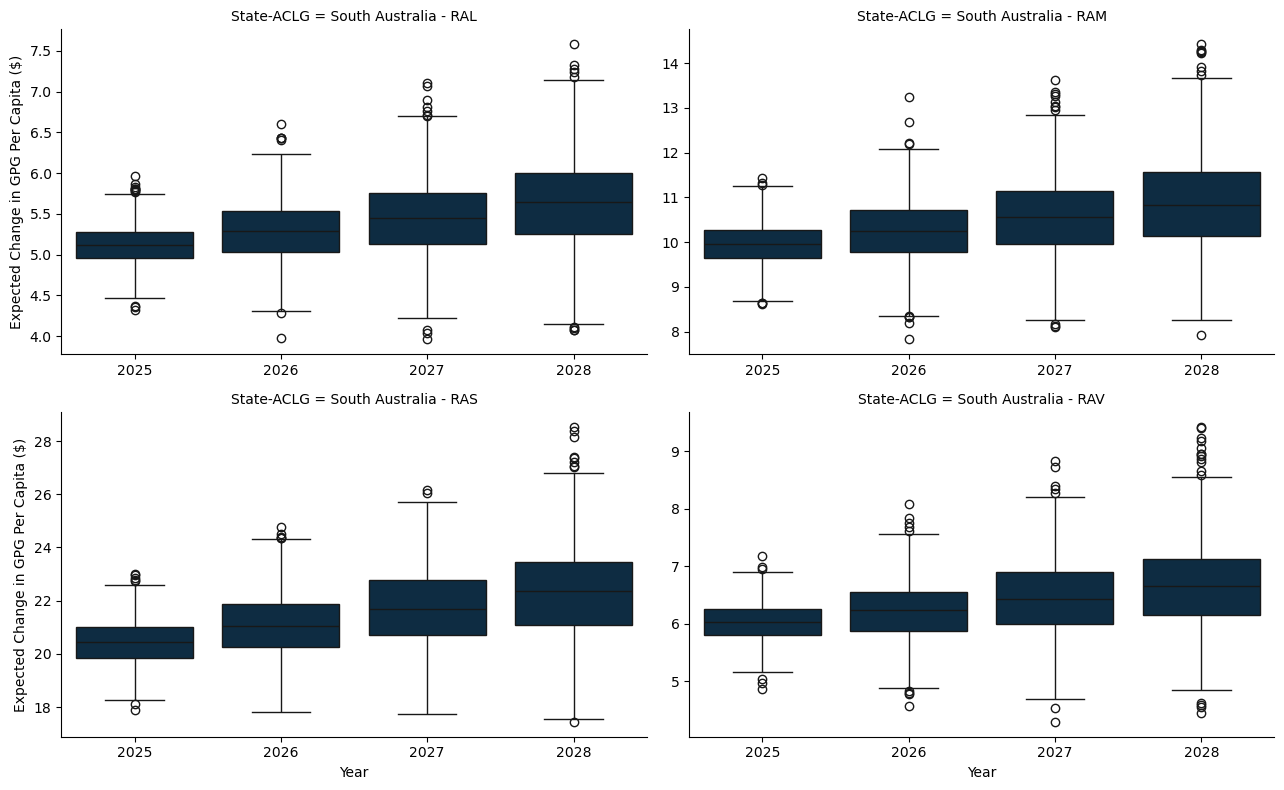 State-ACLG = South Australia - RAL
Expected Change in GPG Per Capita ($)
7.5
7.0
6.5
6.0
5.5
5.0
4.5
4.0
2025 2026 2027 2028
State-ACLG = South Australia - RAM
14
13
12
11
10
9
8
2025 2026 2027 2028
State-ACLG = South Australia - RAS
Expected Change in GPG Per Capita ($)
28
26
24
22
20
18
2025 2026 2027 2028
Year
State-ACLG = South Australia - RAV
9
8
7
6
5
2025 2026 2027 2028
Year